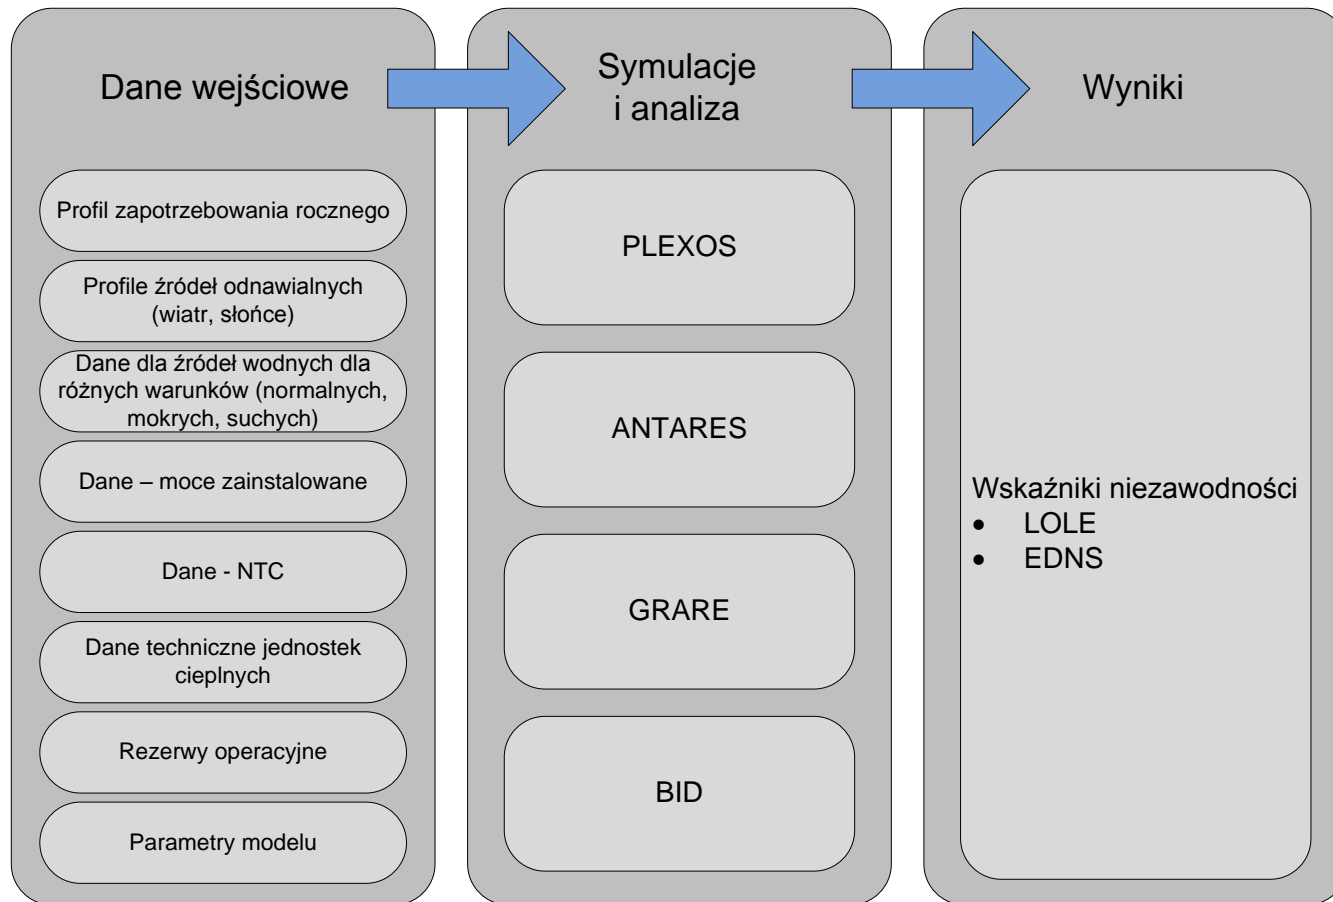 Dane wejściowe
Symulacje
i analiza
Wyniki
Profil zapotrzebowania rocznego
Profile źródeł odnawialnych
(wiatr, słońce)
Dane dla źródeł wodnych dla
różnych warunków (normalnych,
mokrych, suchych)
Dane – moce zainstalowane
Dane - NTC
Dane techniczne jednostek
cieplnych
Rezerwy operacyjne
Parametry modelu
PLEXOS
ANTARES
GRARE
BID
Wskaźniki niezawodności
• LOLE
• EDNS